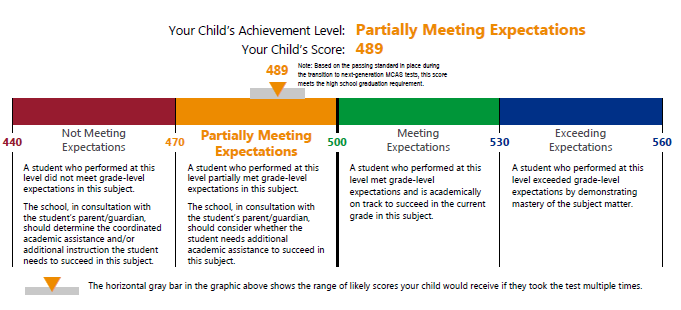 Your Child's Achievement Level: Partially Meeting Expectations
Your Child's Score: 489
489
Note: Based on the passing standard in place during
the transition to next-generation MCAS tests, this score
meets the high school graduation requirement.
440
Not Meeting
Expectations
470
Partially Meeting
Expectations
500
Meeting
Expectations
530
Exceeding
Expectations
560
A student who performed at this
level did not meet grade-level
expectations in this subject.
The school, in consultation with
the student's parent/guardian,
should determine the coordinated
academic assistance and/or
additional instruction the student
needs to succeed in this subject.
A student who performed at this
level partially met grade-level
expectations in this subject.
The school, in consultation with
the student's parent/guardian,
should consider whether the
student needs additional
academic assistance to succeed in
this subject.
A student who performed at this
level met grade-level
expectations and is academically
on track to succeed in the current
grade in this subject.
A student who performed at this
level exceeded grade-level
expectations by demonstrating
mastery of the subject matter.
The horizontal gray bar in the graphic above shows the range of likely scores your child would receive if they took the test multiple times.